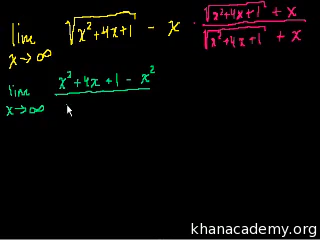 lim x→∞ √x²+4x+1 - x · √x²+4x+1 + x / √x²+4x+1 + x
lim x→∞ x²+4x+1 - x²
khanacademy.org